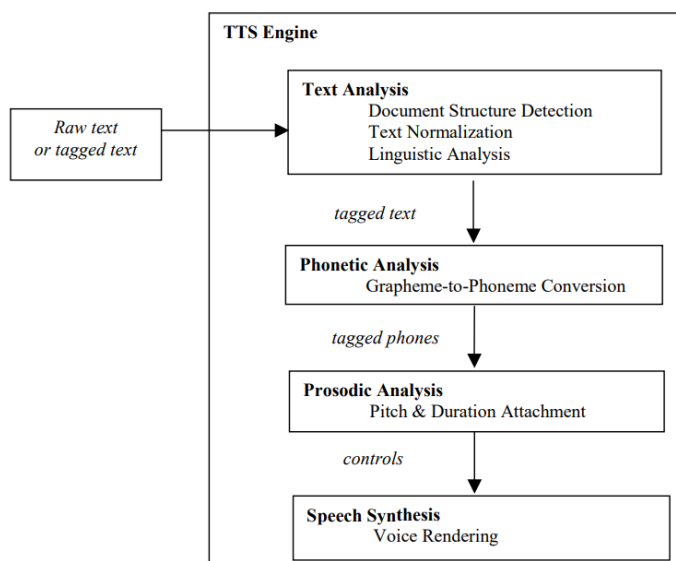 TTS Engine
Text Analysis
Document Structure Detection
Text Normalization
Linguistic Analysis
Raw text
or tagged text
tagged text
Phonetic Analysis
Grapheme-to-Phoneme Conversion
tagged phones
Prosodic Analysis
Pitch & Duration Attachment
controls
Speech Synthesis
Voice Rendering